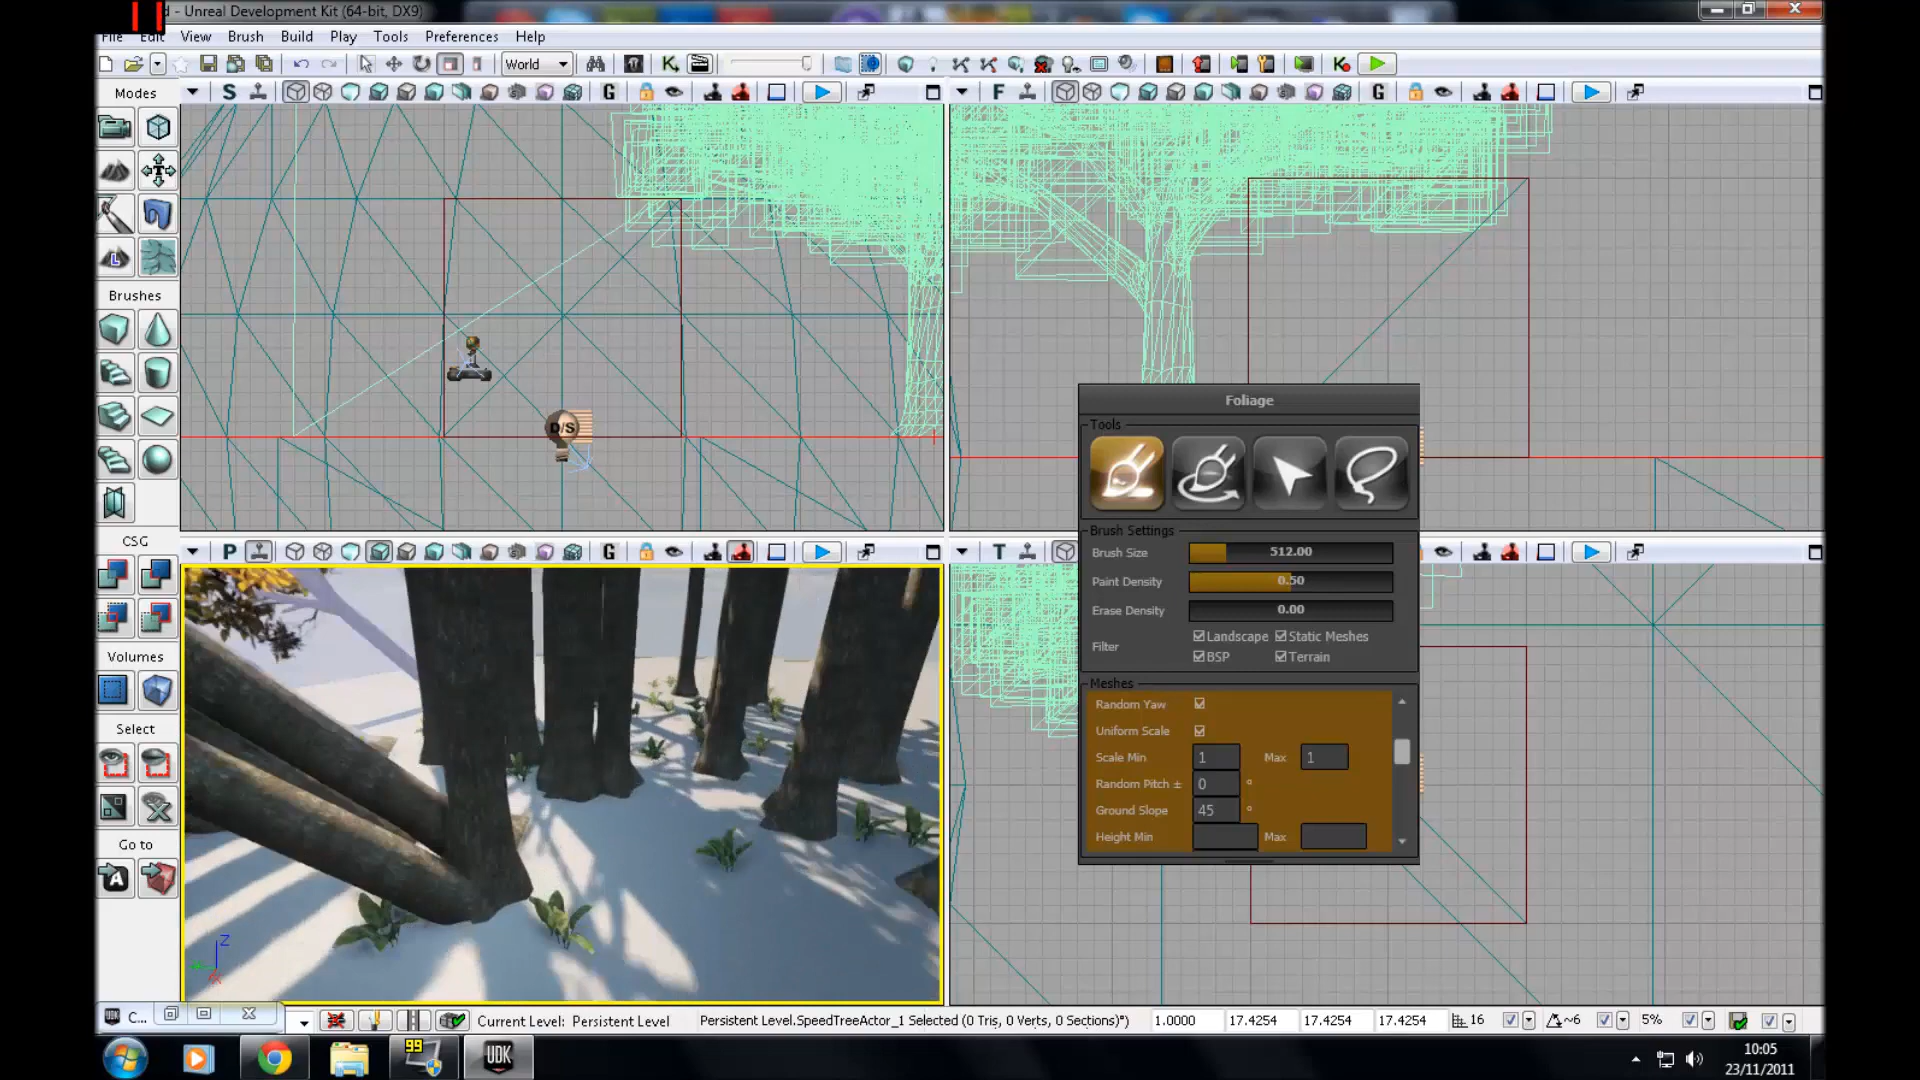 d - Unreal Development Kit (64-bit, DX9)
File Edit View Brush Build Play Tools Preferences Help
World
Modes
S
G
F
G
L
Brushes
D/S
Foliage
Tools
CSG
Brush Settings
P
G
T
Brush Size 512.00
Paint Density 0.50
Erase Density 0.00
Filter
Landscape Static Meshes
BSP Terrain
Volumes
Meshes
Random Yaw
Uniform Scale
Select
Scale Min 1 Max 1
Random Pitch ± 0 °
Ground Slope 45 °
Height Min Max
Go to
A
Z
C...
Current Level: Persistent Level
Persistent Level.SpeedTreeActor_1 Selected (0 Tris, 0 Verts, 0 Sections)")
1.0000 17.4254 17.4254 17.4254 16 ~6 5%
99
UDK
10:05
23/11/2011